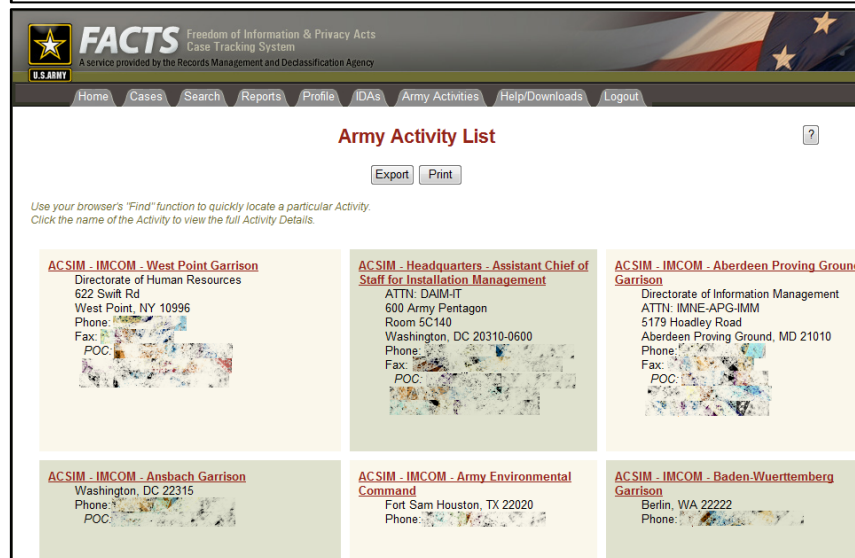 FACTS
Freedom of Information & Privacy Acts
Case Tracking System
A service provided by the Records Management and Declassification Agency
U.S.ARMY
Home Cases Search Reports Profile IDAs Army Activities Help/Downloads Logout
Army Activity List
?
Export Print
Use your browser's "Find" function to quickly locate a particular Activity.
Click the name of the Activity to view the full Activity Details.
ACSIM - IMCOM - West Point Garrison
Directorate of Human Resources
622 Swift Rd
West Point, NY 10996
Phone:
Fax:
POC:
ACSIM - Headquarters - Assistant Chief of
Staff for Installation Management
ATTN: DAIM-IT
600 Army Pentagon
Room 5C140
Washington, DC 20310-0600
Phone:
Fax:
POC:
ACSIM - IMCOM - Aberdeen Proving Ground
Garrison
Directorate of Information Management
ATTN: IMNE-APG-IMM
5179 Hoadley Road
Aberdeen Proving Ground, MD 21010
Phone:
Fax:
POC:
ACSIM - IMCOM - Ansbach Garrison
Washington, DC 22315
Phone:
POC:
ACSIM - IMCOM - Army Environmental
Command
Fort Sam Houston, TX 22020
Phone:
ACSIM - IMCOM - Baden-Wuerttemberg
Garrison
Berlin, WA 22222
Phone: